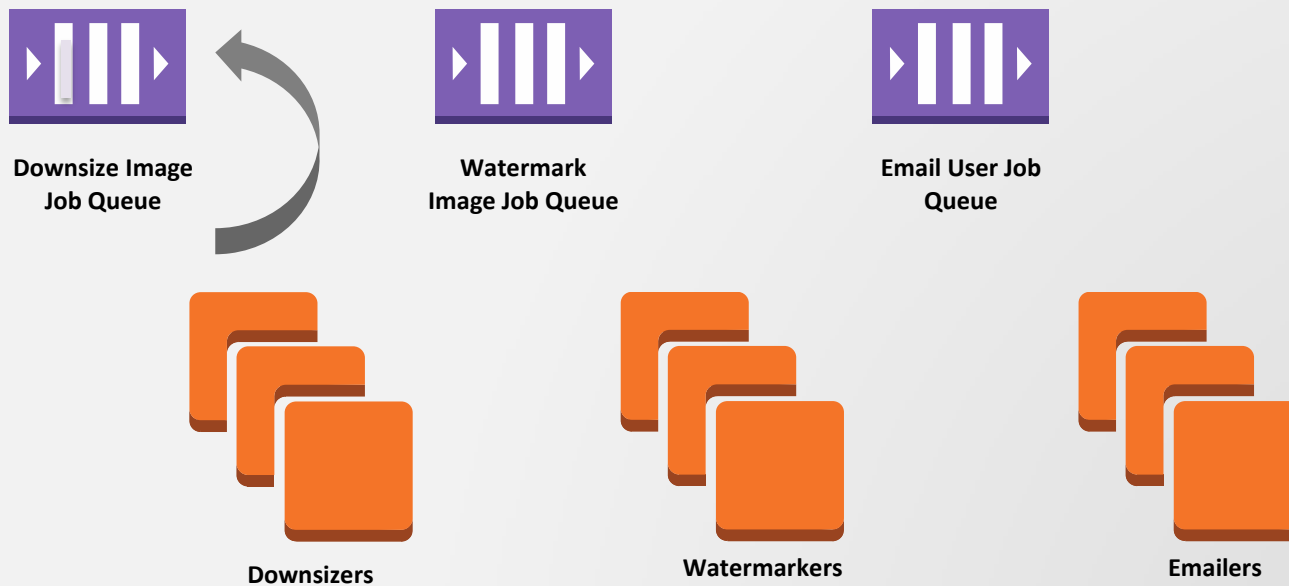 Downsize Image
Job Queue
Watermark
Image Job Queue
Email User Job
Queue
Downsizers
Watermarkers
Emailers